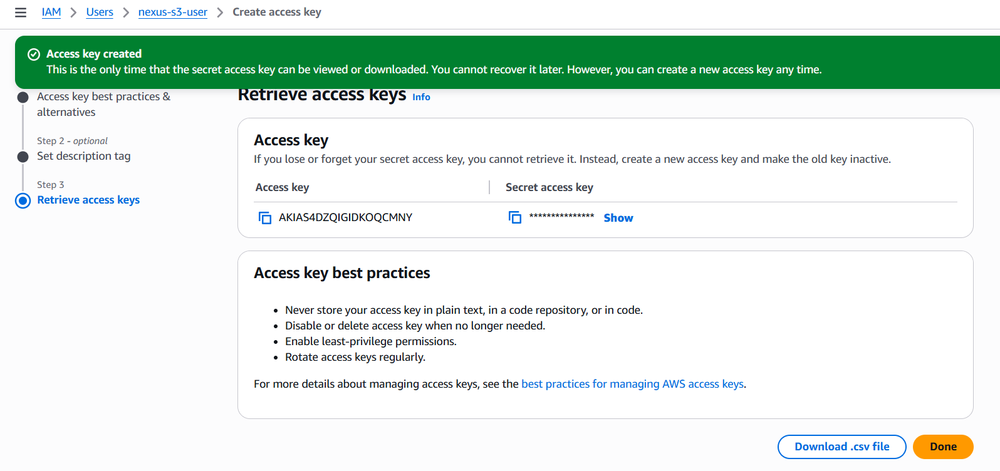 IAM > Users > nexus-s3-user > Create access key
Access key created
This is the only time that the secret access key can be viewed or downloaded. You cannot recover it later. However, you can create a new access key any time.
Access key best practices &
alternatives
Step 2 - optional
Set description tag
Step 3
Retrieve access keys
Retrieve access keys Info
Access key
If you lose or forget your secret access key, you cannot retrieve it. Instead, create a new access key and make the old key inactive.
Access key Secret access key
AKIAS4DZQIGIDKOQCMNY *************** Show
Access key best practices
• Never store your access key in plain text, in a code repository, or in code.
• Disable or delete access key when no longer needed.
• Enable least-privilege permissions.
• Rotate access keys regularly.
For more details about managing access keys, see the best practices for managing AWS access keys.
Download .csv file Done